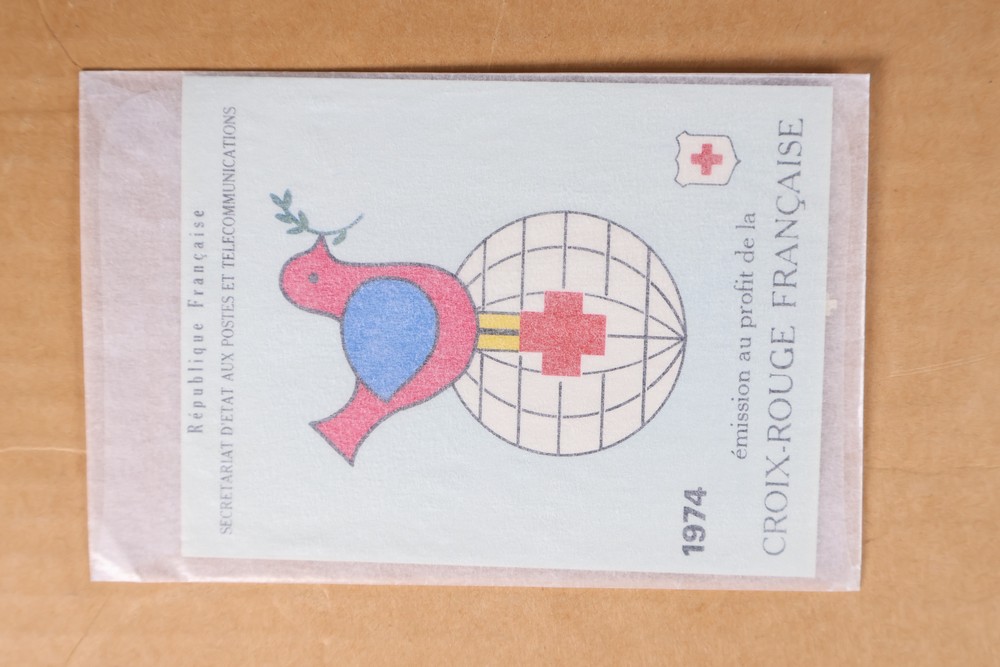 République Française
SECRETARIAT D'ETAT AUX POSTES ET TELECOMMUNICATIONS
1974
émission au profit de la
CROIX-ROUGE FRANÇAISE